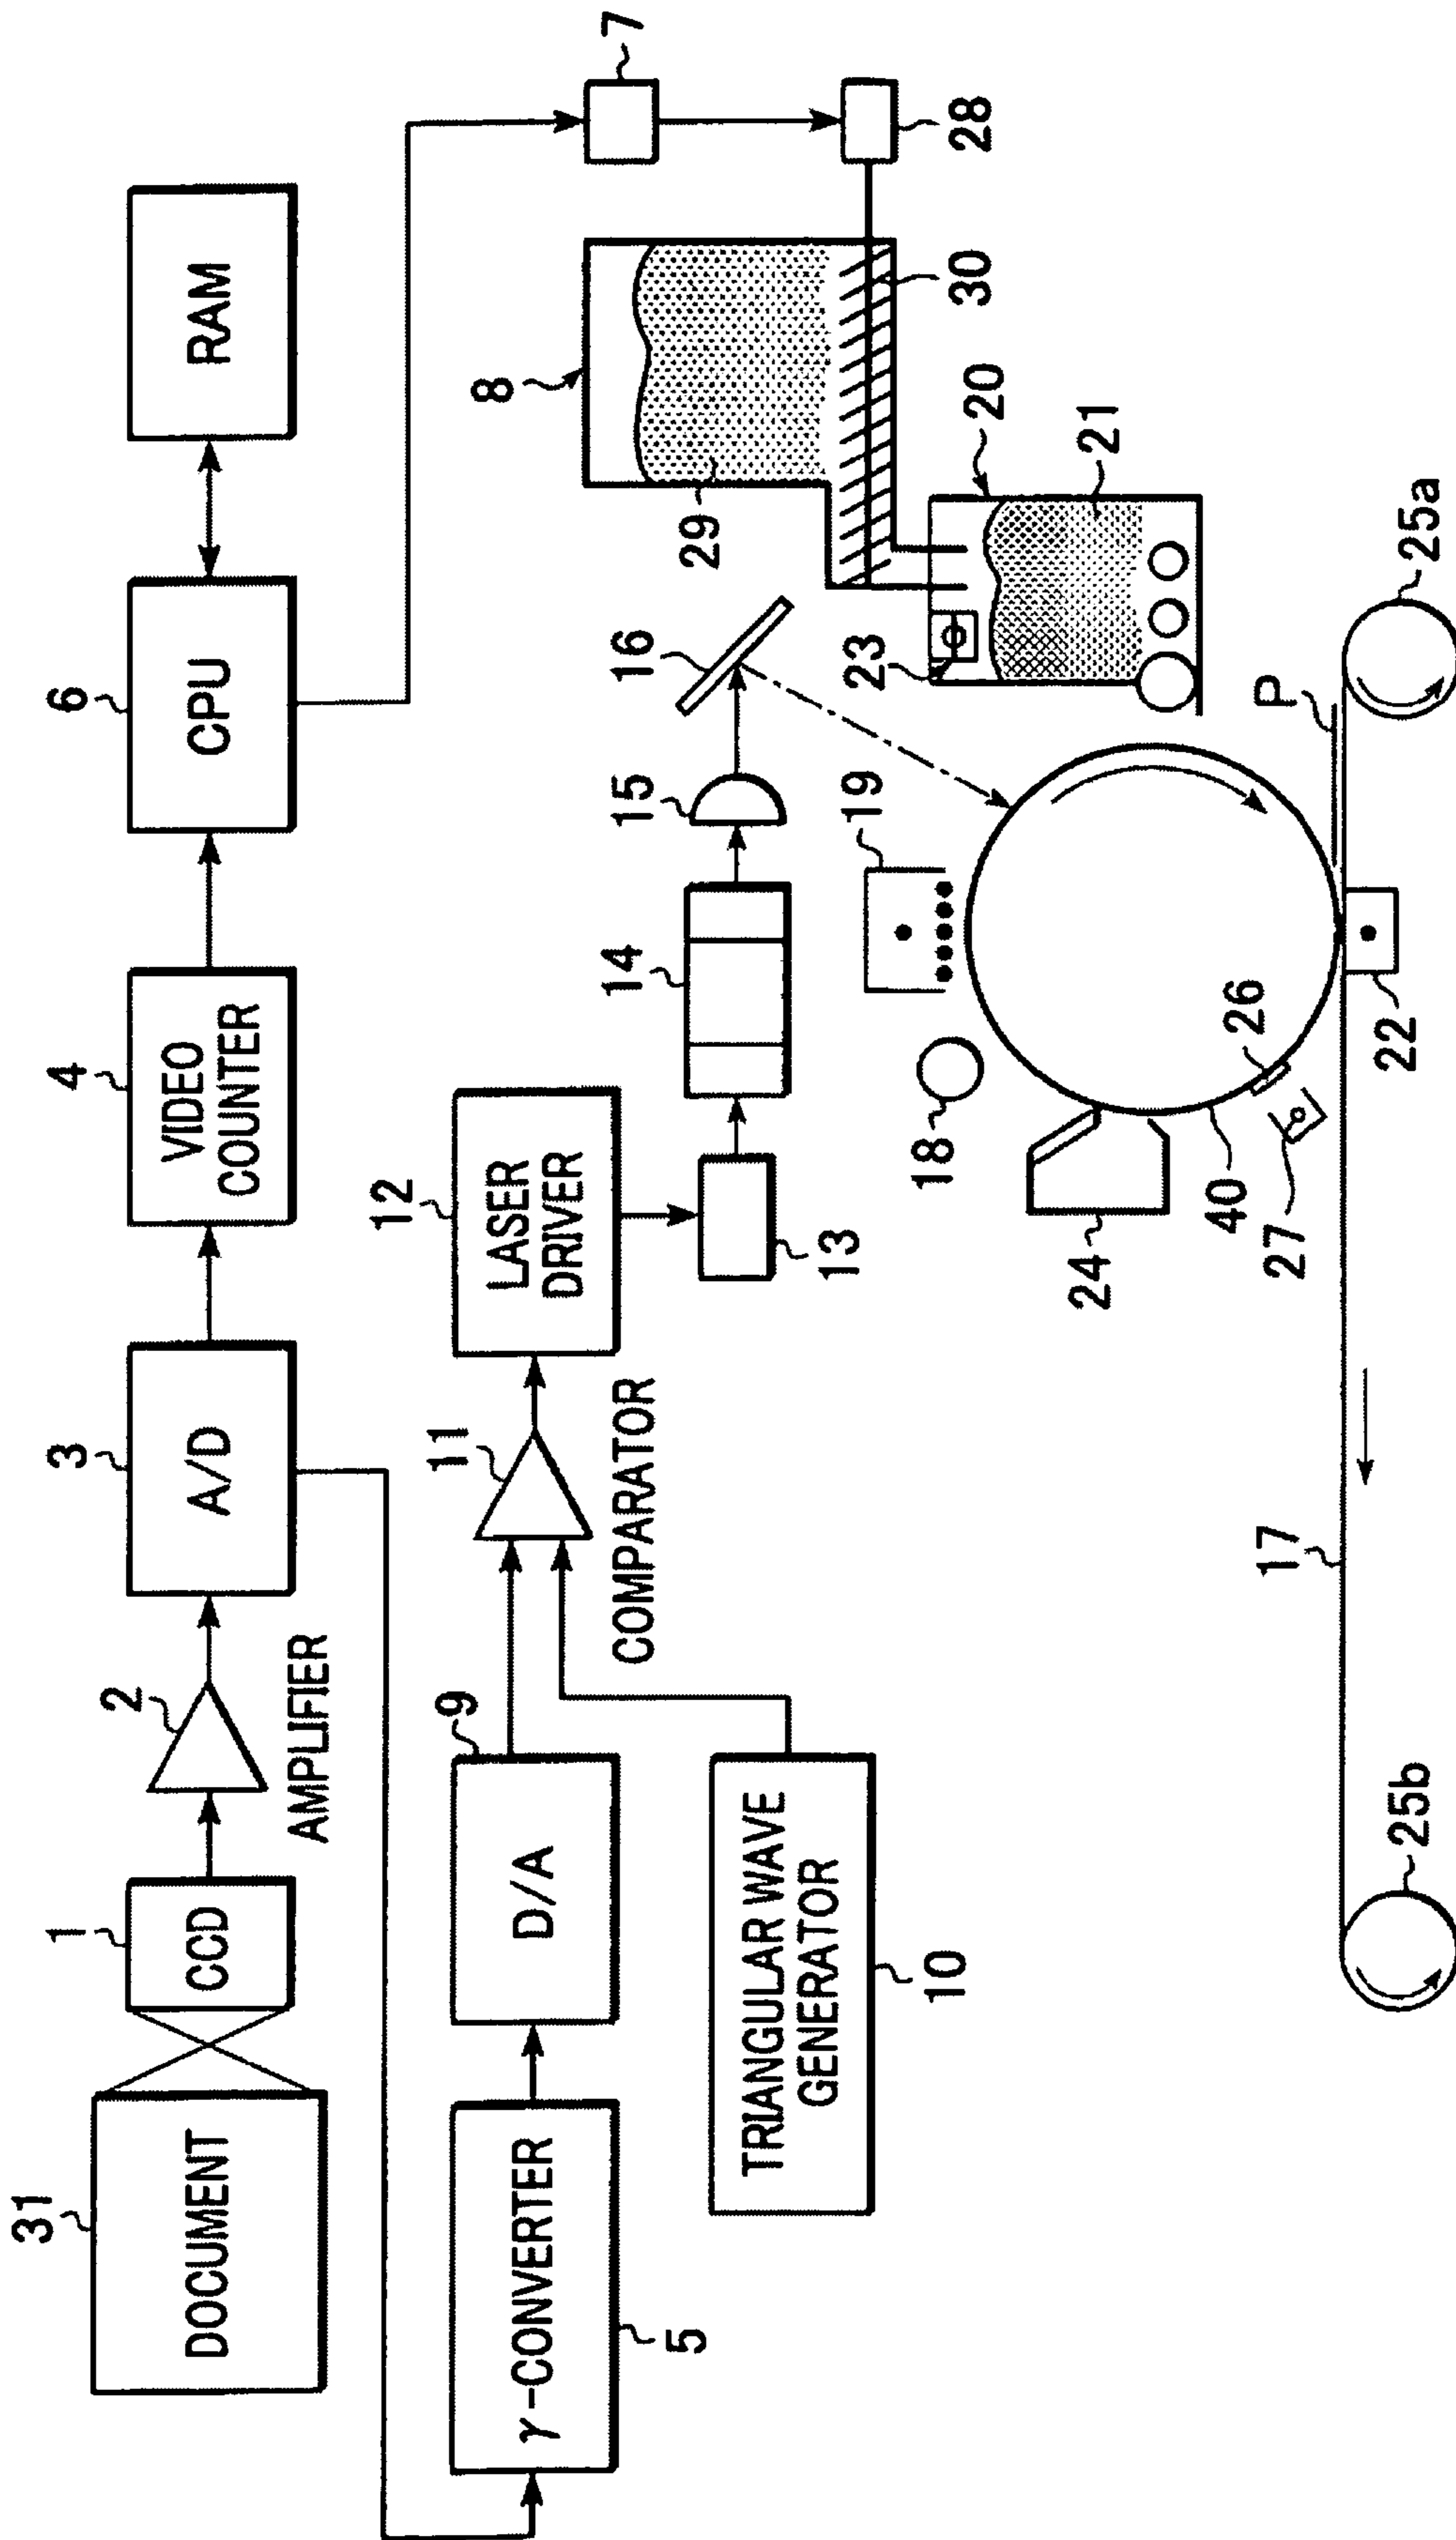 31
DOCUMENT
1
CCD
2
AMPLIFIER
3
A/D
4
VIDEO
COUNTER
6
CPU
RAM
7
5
γ-CONVERTER
9
D/A
10
TRIANGULAR WAVE
GENERATOR
11
COMPARATOR
12
LASER
DRIVER
13
14
15
16
8
29
30
28
18
19
20
21
23
24
40
27
26
22
P
17
25b
25a